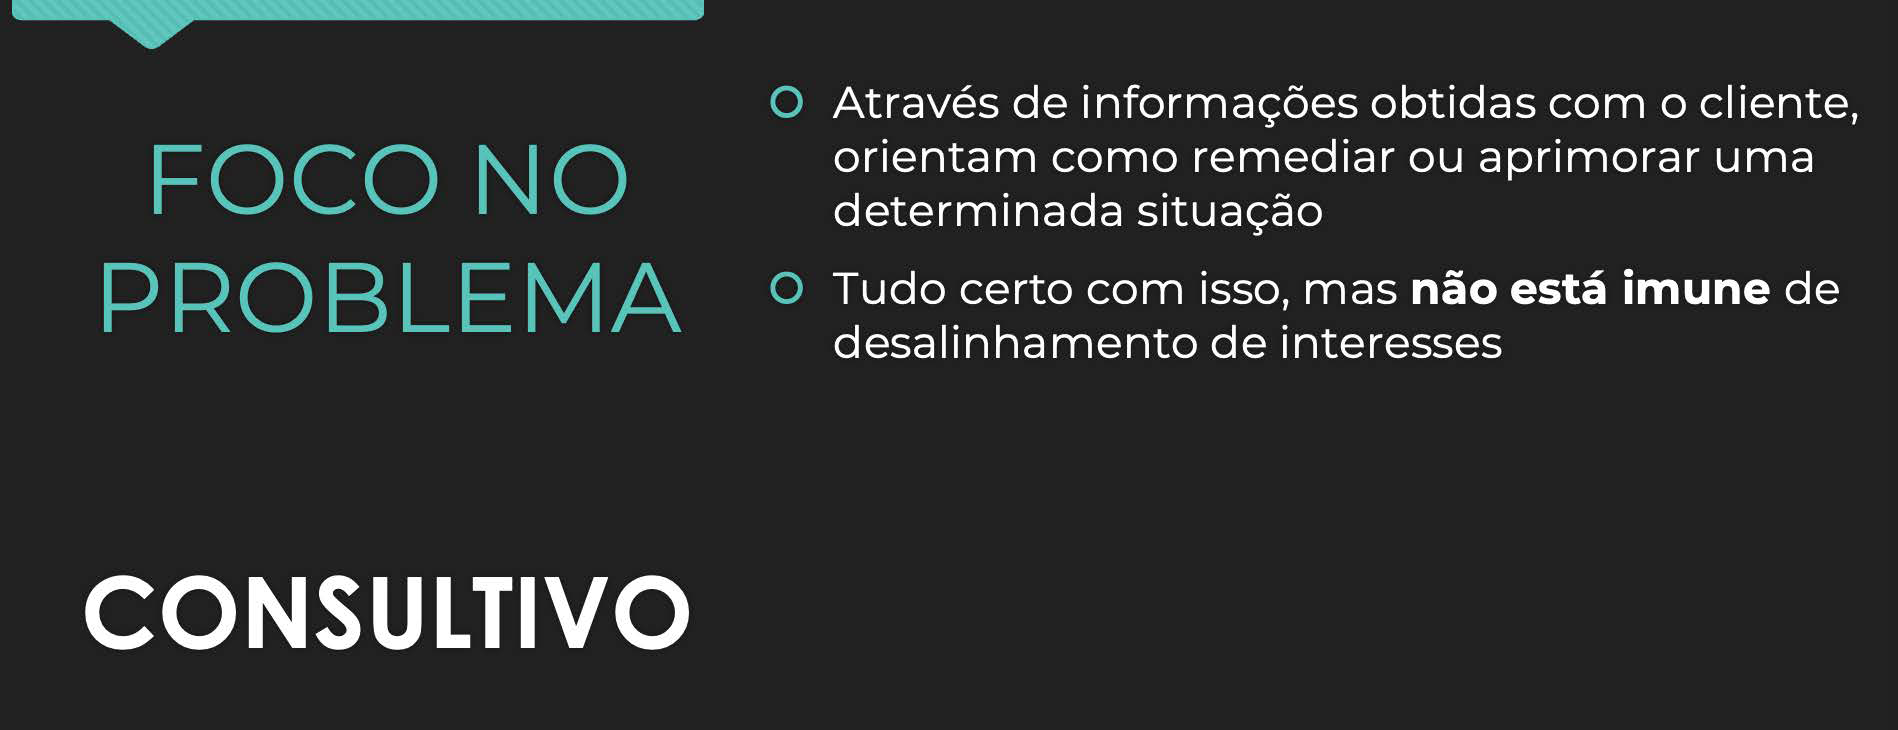 FOCO NO
PROBLEMA
CONSULTIVO
Através de informações obtidas com o cliente,
orientam como remediar ou aprimorar uma
determinada situação
Tudo certo com isso, mas não está imune de
desalinhamento de interesses